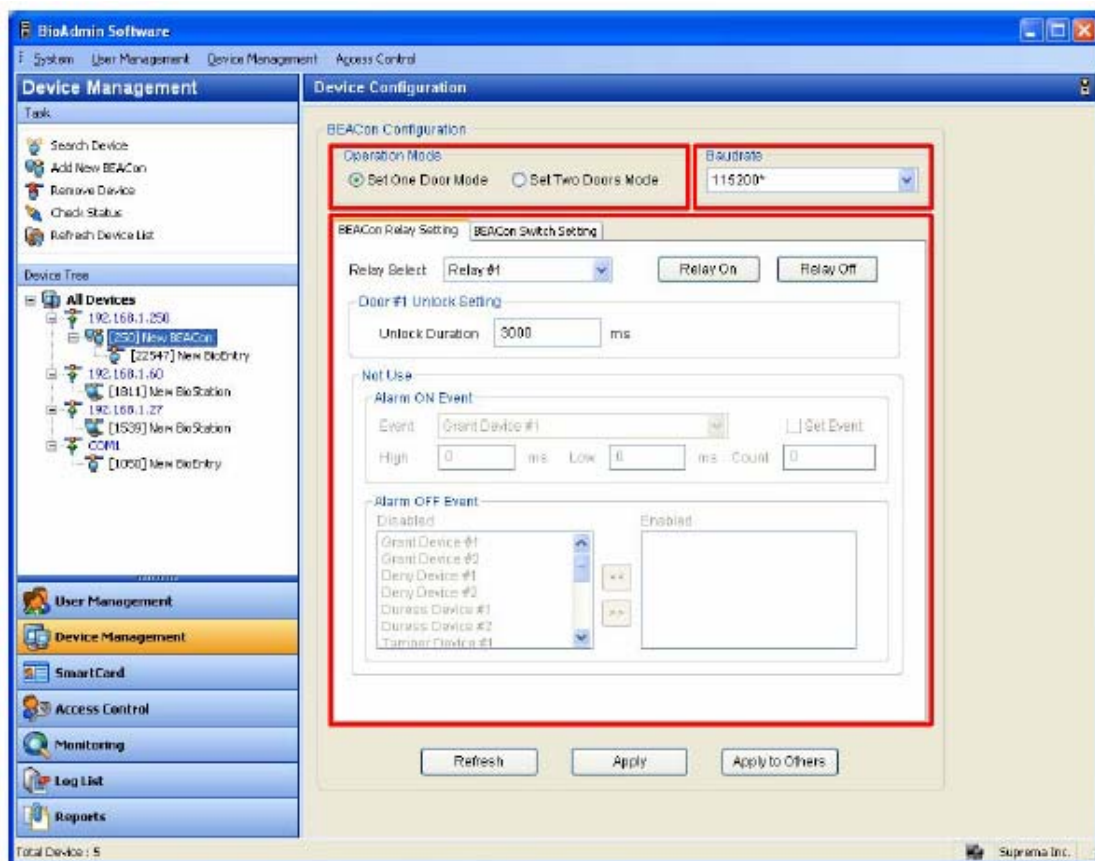 BioAdmin Software
System User Management Device Management Access Control
Device Management
Task
Search Device
Add New BEACon
Remove Device
Check Status
Refresh Device List
Device Tree
All Devices
192.168.1.250
[250] New BEACon
[22547] New BioEntry
192.168.1.60
[1811] New BioStation
192.168.1.27
[1539] New BioStation
COM1
[1050] New BioEntry
User Management
Device Management
SmartCard
Access Control
Monitoring
Log List
Reports
Device Configuration
BEACon Configuration
Operation Mode
Set One Door Mode Set Two Doors Mode
Baudrate
115200*
BEACon Relay Setting BEACon Switch Setting
Relay Select Relay #1 Relay On Relay Off
Door #1 Unlock Setting
Unlock Duration 3000 ms
Not Use
Alarm ON Event
Event Grant Device #1 Set Event
High 0 ms Low 0 ms Count 0
Alarm OFF Event
Disabled Enabled
Grant Device #1
Grant Device #2
Deny Device #1
Deny Device #2
Duress Device #1
Duress Device #2
Tamper Device #1
<<
>>
Refresh Apply Apply to Others
Total Device : 5 Suprema Inc.